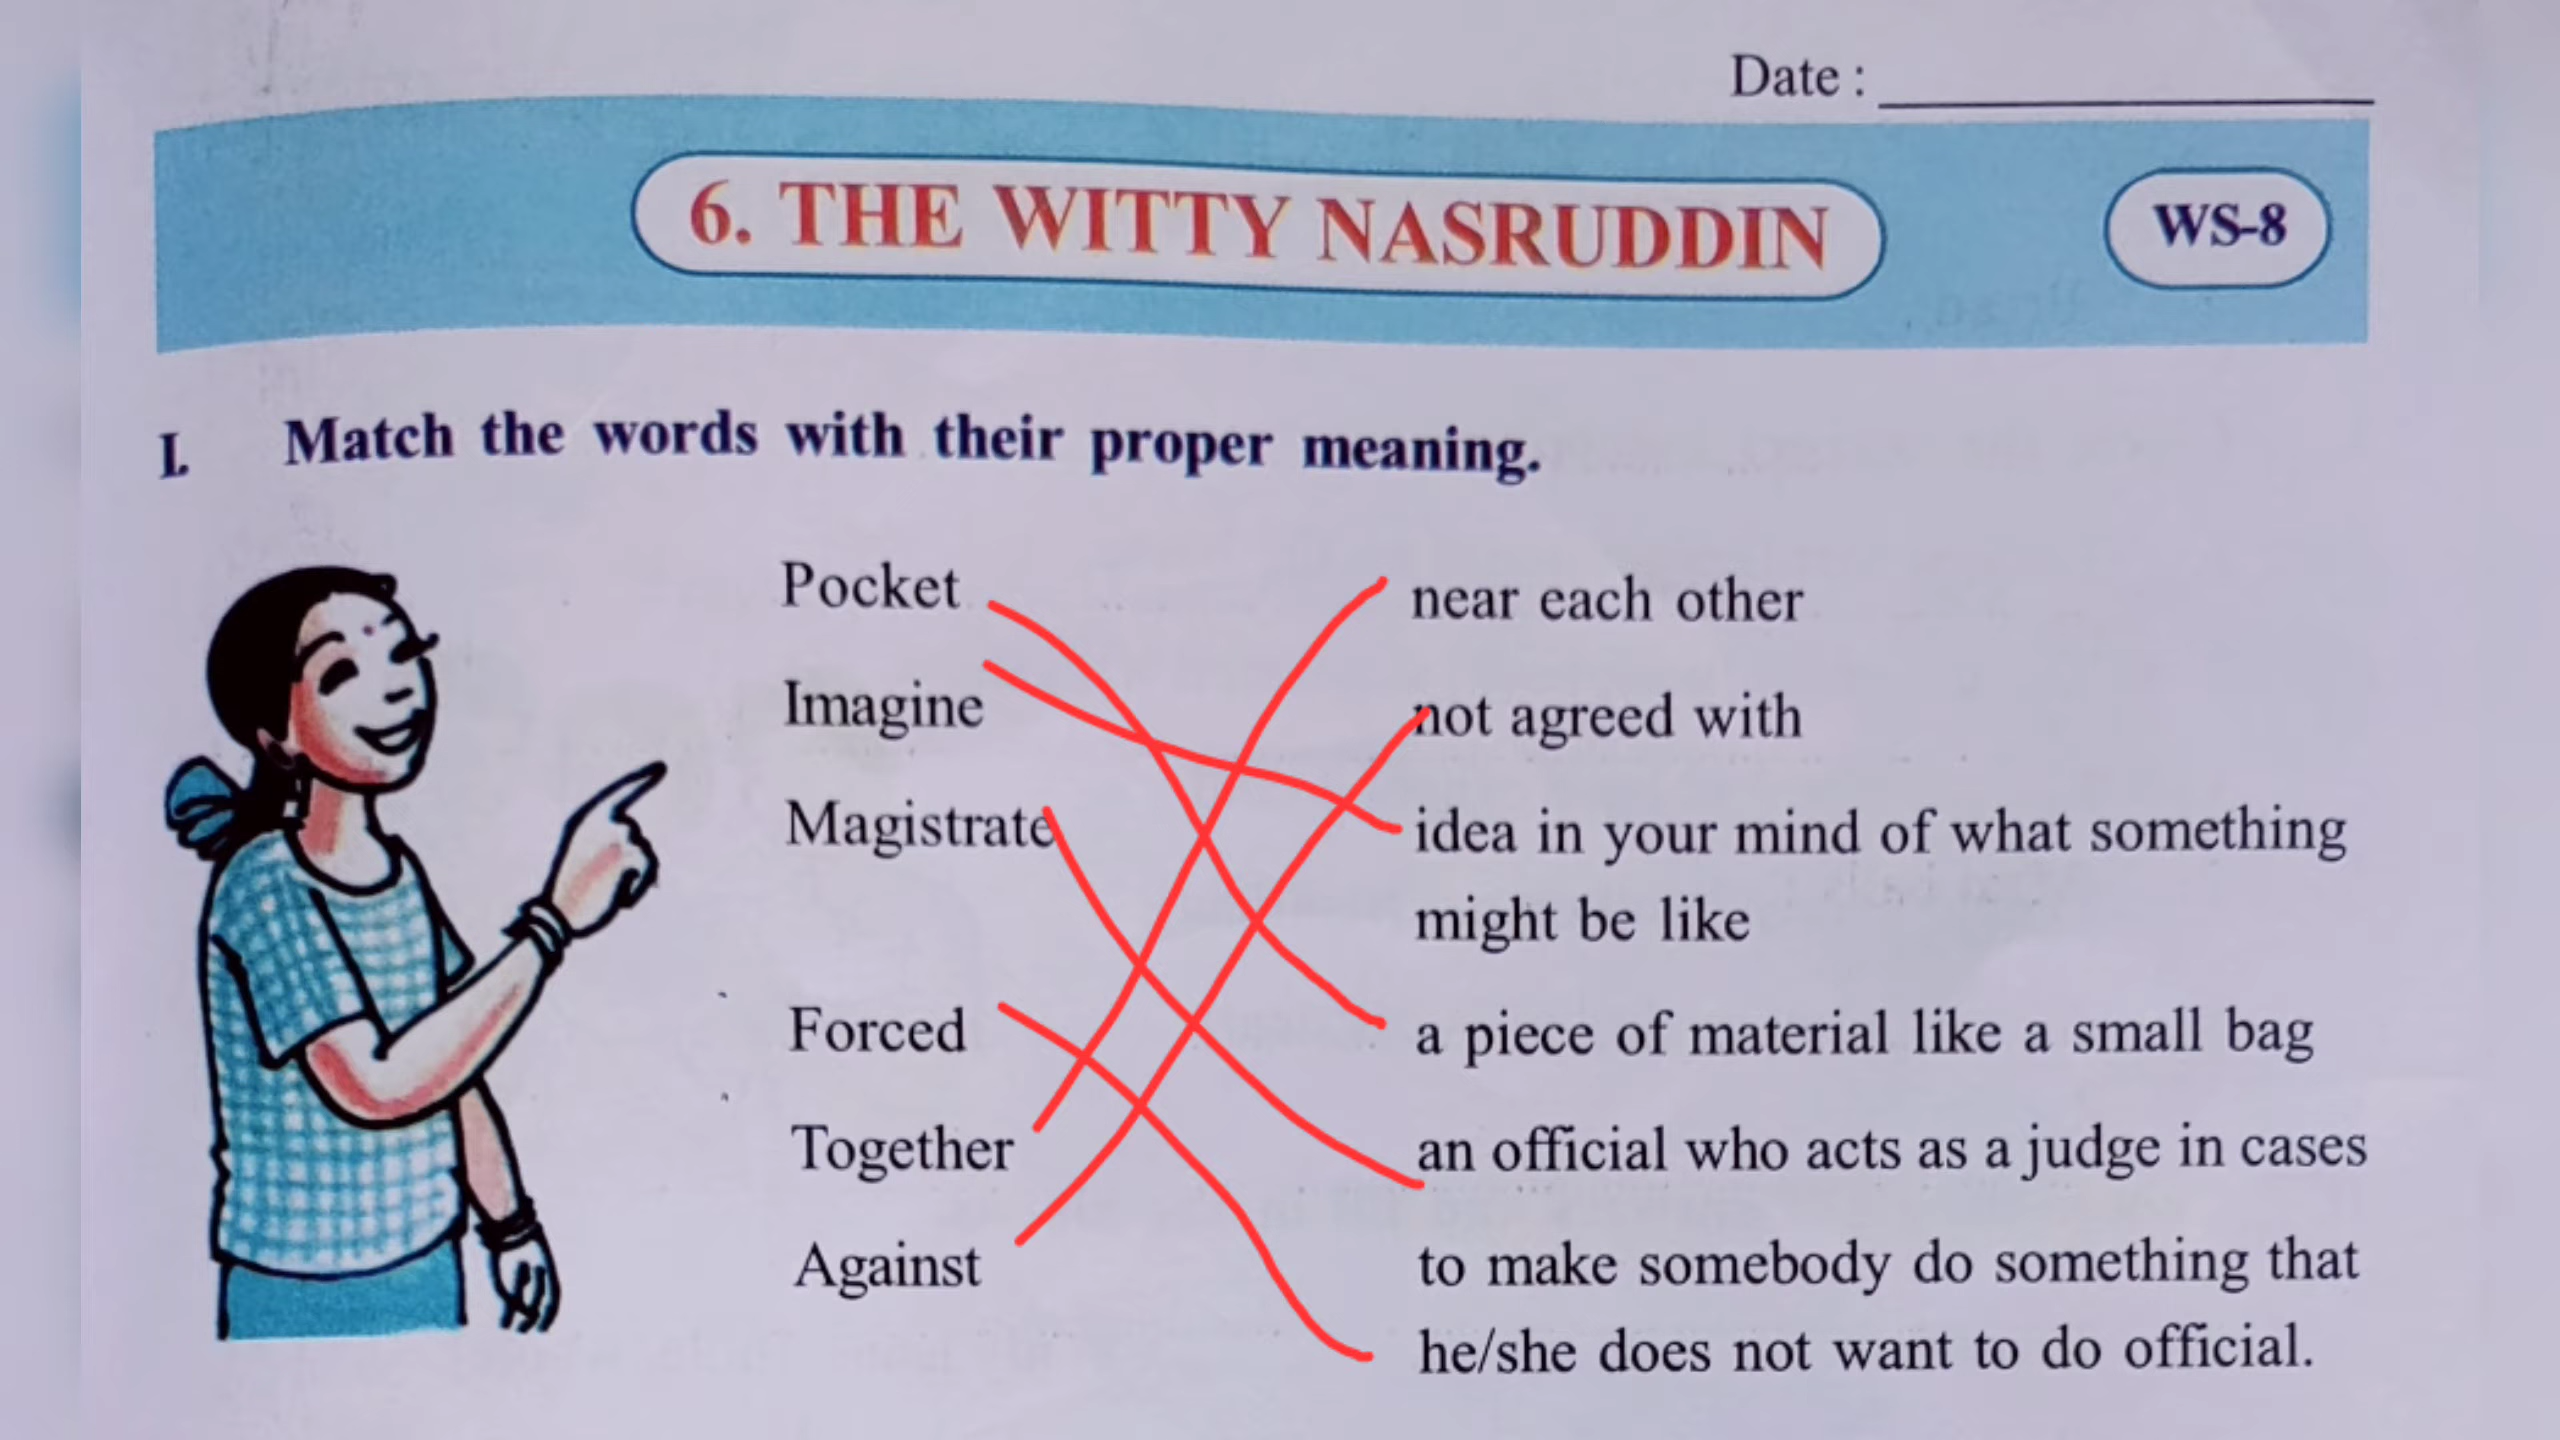 Date :
6. THE WITTY NASRUDDIN
WS-8
I. Match the words with their proper meaning.
Pocket near each other
Imagine not agreed with
Magistrate idea in your mind of what something
might be like
Forced a piece of material like a small bag
Together an official who acts as a judge in cases
Against to make somebody do something that
he/she does not want to do official.